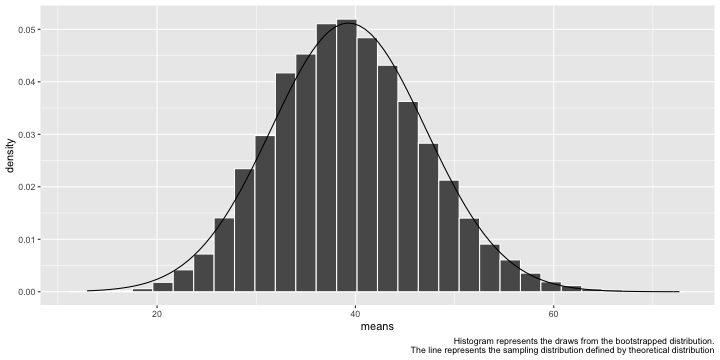 0.05
0.04
0.03
0.02
0.01
0.00
density
20 40 60
means
Histogram represents the draws from the bootstrapped distribution.
The line represents the sampling distribution defined by theoretical distribution